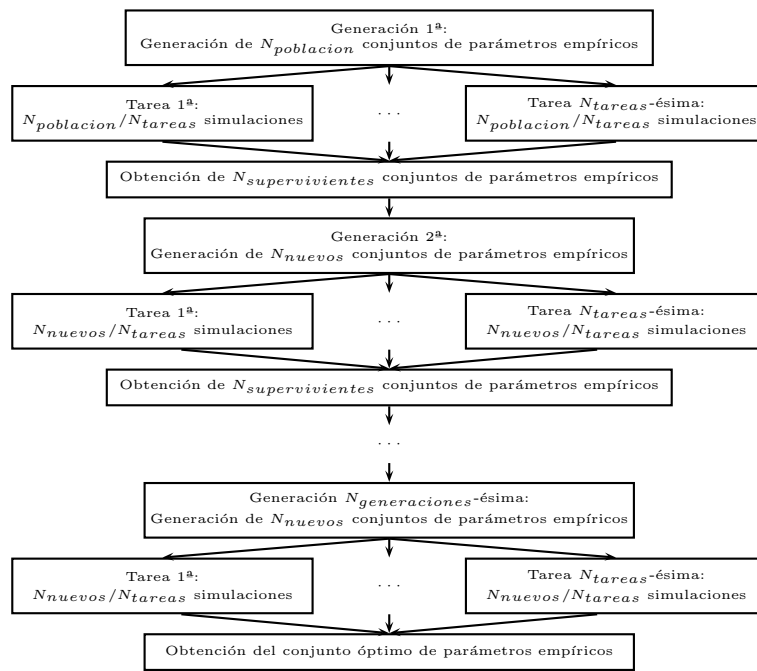 Generación 1ª:
Generación de N_poblacion conjuntos de parámetros empíricos
Tarea 1ª:
N_poblacion/N_tareas simulaciones
...
Tarea N_tareas-ésima:
N_poblacion/N_tareas simulaciones
Obtención de N_supervivientes conjuntos de parámetros empíricos
Generación 2ª:
Generación de N_nuevos conjuntos de parámetros empíricos
Tarea 1ª:
N_nuevos/N_tareas simulaciones
...
Tarea N_tareas-ésima:
N_nuevos/N_tareas simulaciones
Obtención de N_supervivientes conjuntos de parámetros empíricos
...
Generación N_generaciones-ésima:
Generación de N_nuevos conjuntos de parámetros empíricos
Tarea 1ª:
N_nuevos/N_tareas simulaciones
...
Tarea N_tareas-ésima:
N_nuevos/N_tareas simulaciones
Obtención del conjunto óptimo de parámetros empíricos